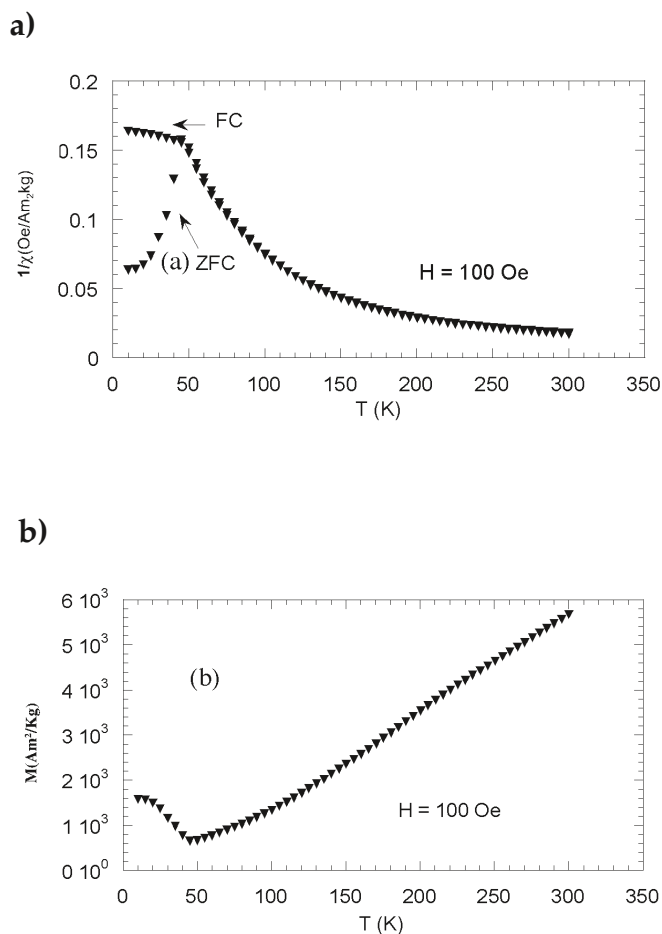 a)
0.2
0.15
0.1
0.05
0
1/χ(Oe/Am₂kg)
FC
(a) ZFC
H = 100 Oe
0 50 100 150 200 250 300 350
T (K)
b)
6 10³
5 10³
4 10³
3 10³
2 10³
1 10³
0 10⁰
M(Am²/Kg)
(b)
H = 100 Oe
0 50 100 150 200 250 300 350
T (K)